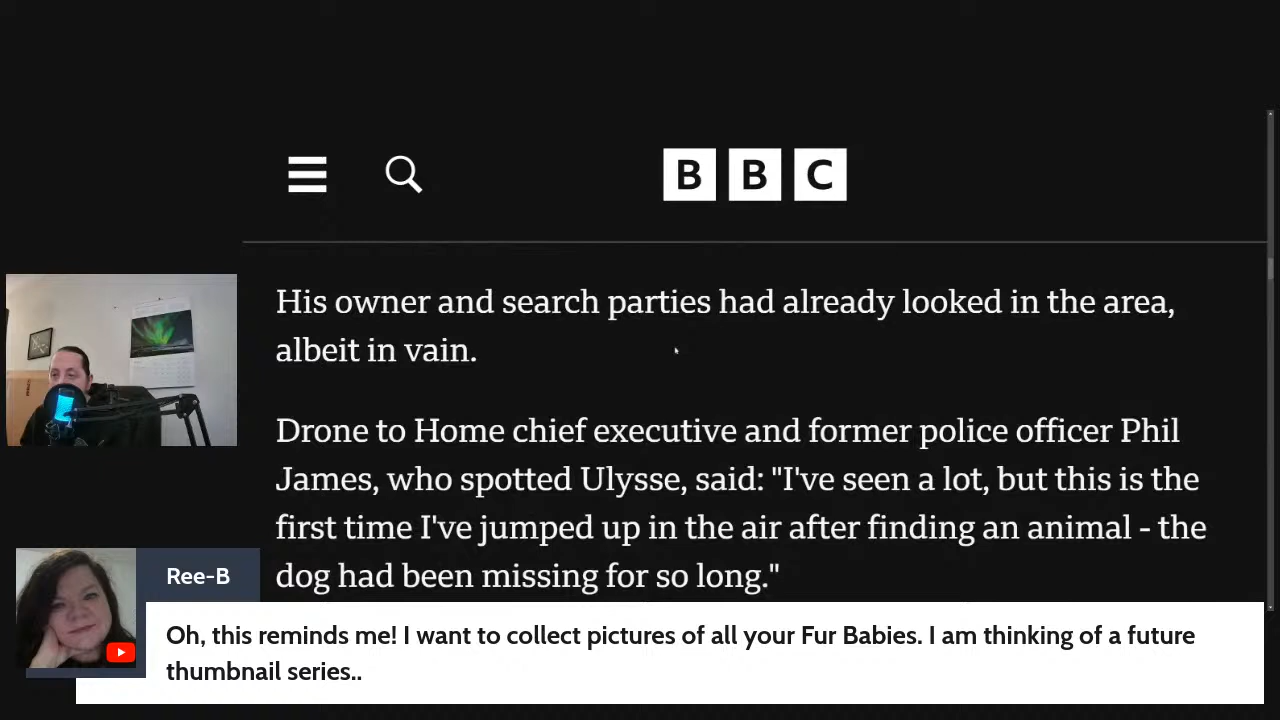 BBC
His owner and search parties had already looked in the area,
albeit in vain.
Drone to Home chief executive and former police officer Phil
James, who spotted Ulysse, said: "I've seen a lot, but this is the
first time I've jumped up in the air after finding an animal - the
dog had been missing for so long."
Ree-B
Oh, this reminds me! I want to collect pictures of all your Fur Babies. I am thinking of a future
thumbnail series..